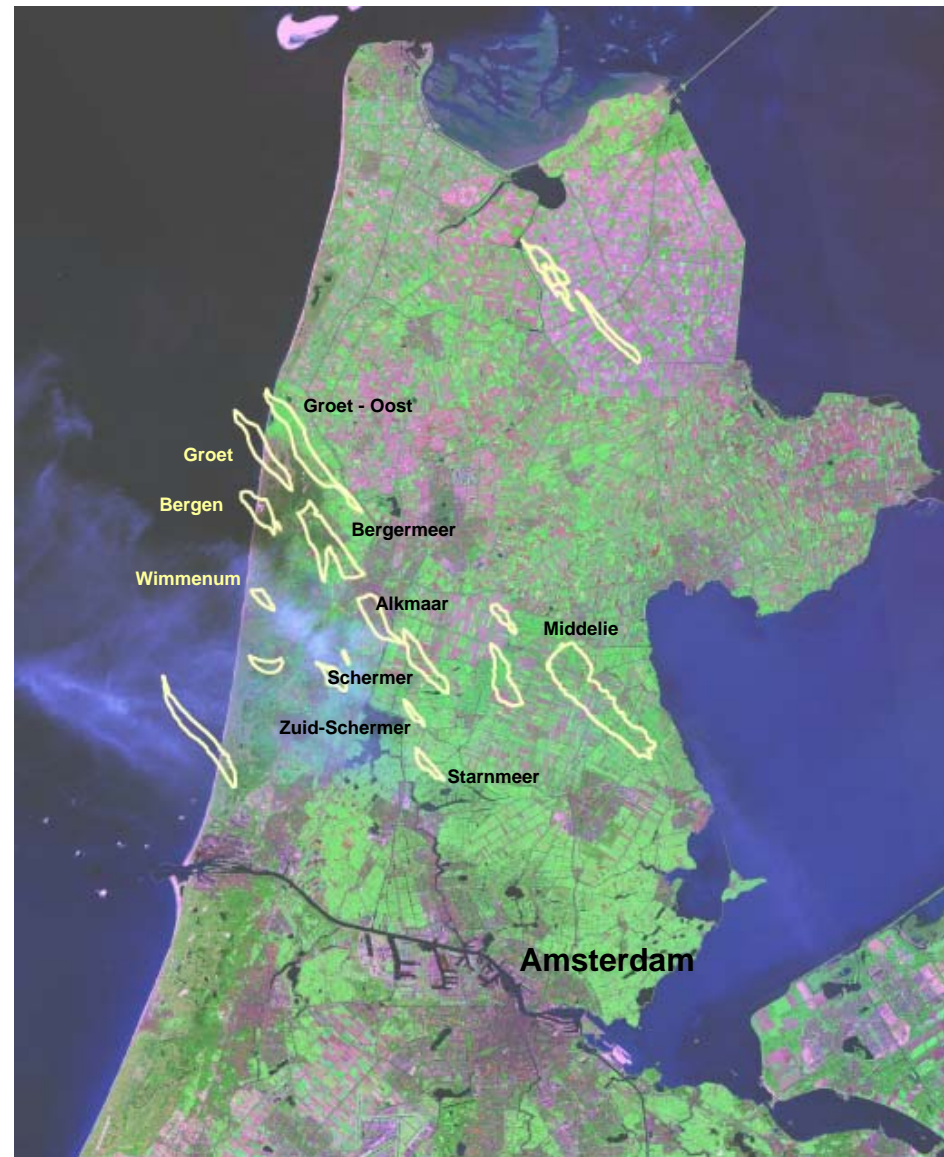 Groet - Oost
Groet
Bergen
Bergermeer
Wimmenum
Alkmaar
Middelie
Schermer
Zuid-Schermer
Starnmeer
Amsterdam